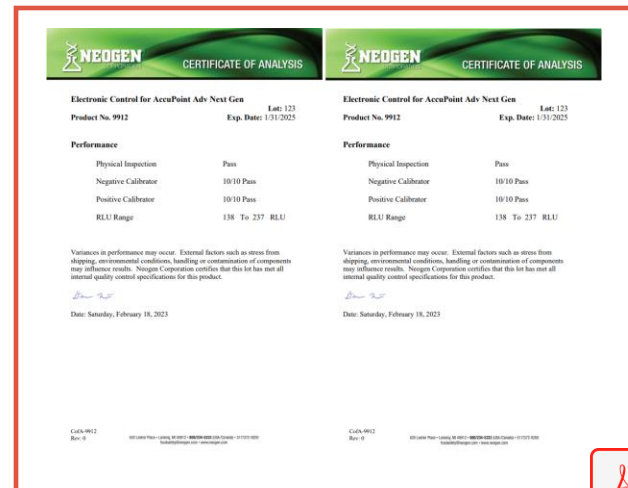 NEOGEN
CERTIFICATE OF ANALYSIS
Electronic Control for AccuPoint Adv Next Gen
Lot: 123
Product No. 9912 Exp. Date: 1/31/2025
Performance
Physical Inspection Pass
Negative Calibrator 10/10 Pass
Positive Calibrator 10/10 Pass
RLU Range 138 To 237 RLU
Variances in performance may occur. External factors such as stress from
shipping, environmental conditions, handling or contamination of components
may influence results. Neogen Corporation certifies that this lot has met all
internal quality control specifications for this product.
Date: Saturday, February 18, 2023
CofA-9912
Rev: 0
NEOGEN
CERTIFICATE OF ANALYSIS
Electronic Control for AccuPoint Adv Next Gen
Lot: 123
Product No. 9912 Exp. Date: 1/31/2025
Performance
Physical Inspection Pass
Negative Calibrator 10/10 Pass
Positive Calibrator 10/10 Pass
RLU Range 138 To 237 RLU
Variances in performance may occur. External factors such as stress from
shipping, environmental conditions, handling or contamination of components
may influence results. Neogen Corporation certifies that this lot has met all
internal quality control specifications for this product.
Date: Saturday, February 18, 2023
CofA-9912
Rev: 0